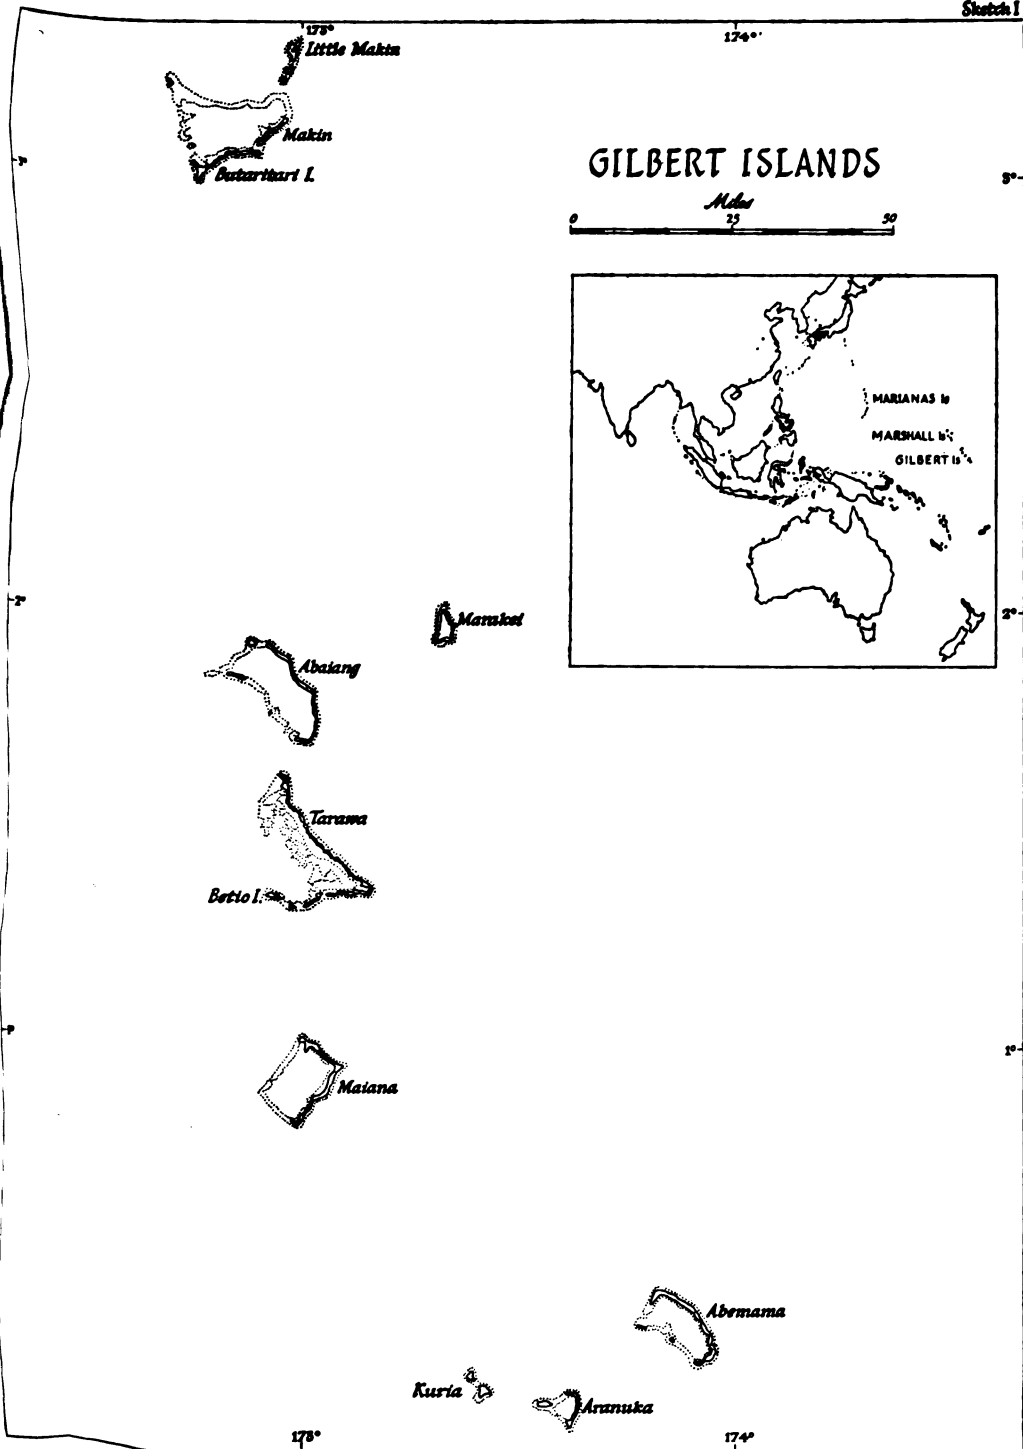 Sketch I
173° 174°
Little Makin
Makin
Butaritari I.
GILBERT ISLANDS
Miles
0 25 50
3°
MARIANAS Is
MARSHALL Is
GILBERT Is
2° 2°
Marakei
Abaiang
Tarawa
Betio I.
1°
Maiana
Abemama
Kuria
Aranuka
173° 174°